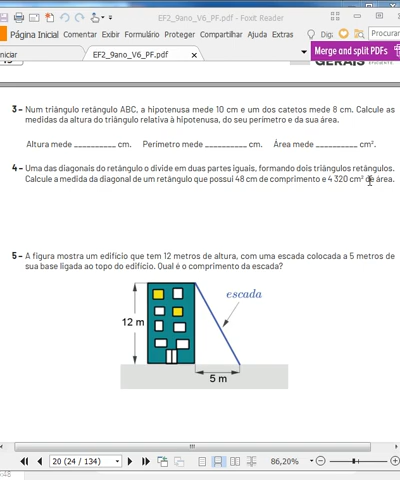 EF2_9ano_V6_PF.pdf - Foxit Reader
Página Inicial Comentar Exibir Formulário Proteger Compartilhar Ajuda Extras Dig: Procurar
niciar EF2_9ano_V6_PF.pdf Merge and split PDFs
GERAIS
3 - Num triângulo retângulo ABC, a hipotenusa mede 10 cm e um dos catetos mede 8 cm. Calcule as
medidas da altura do triângulo relativa à hipotenusa, do seu perímetro e da sua área.
Altura mede __________ cm. Perímetro mede __________ cm. Área mede __________ cm².
4 - Uma das diagonais do retângulo o divide em duas partes iguais, formando dois triângulos retângulos.
Calcule a medida da diagonal de um retângulo que possui 48 cm de comprimento e 4 320 cm² de área.
5 - A figura mostra um edifício que tem 12 metros de altura, com uma escada colocada a 5 metros de
sua base ligada ao topo do edifício. Qual é o comprimento da escada?
escada
12 m
5 m
20 (24 / 134) 86,20%